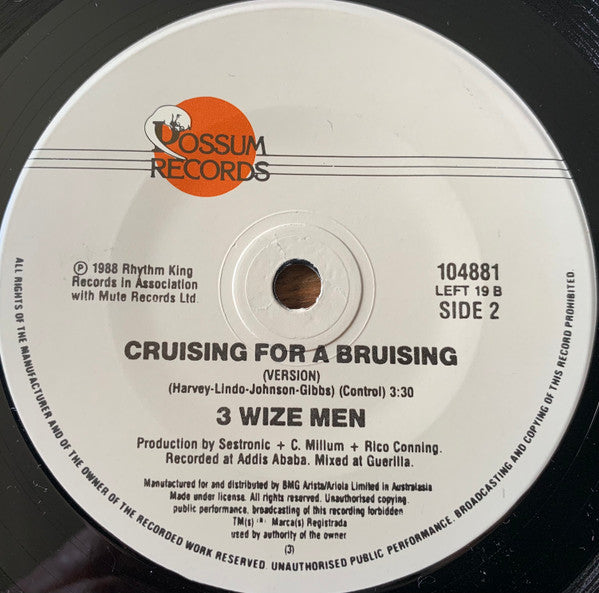 POSSUM
RECORDS
℗ 1988 Rhythm King
Records in Association
with Mute Records Ltd.
104881
LEFT 19 B
SIDE 2
CRUISING FOR A BRUISING
(VERSION)
(Harvey-Lindo-Johnson-Gibbs) (Control) 3:30
3 WIZE MEN
Production by Sestronic + C. Millum + Rico Conning.
Recorded at Addis Ababa. Mixed at Guerilla.
Manufactured for and distributed by BMG Arista/Ariola Limited in Australasia
Made under license. All rights reserved. Unauthorised copying,
public performance, broadcasting of this recording forbidden
TM(s) ·®· Marca(s) Registrada
used by authority of the owner
(3)
ALL RIGHTS OF THE MANUFACTURER AND OF THE OWNER OF THE RECORDED WORK RESERVED. UNAUTHORISED PUBLIC PERFORMANCE, BROADCASTING AND COPYING OF THIS RECORD PROHIBITED